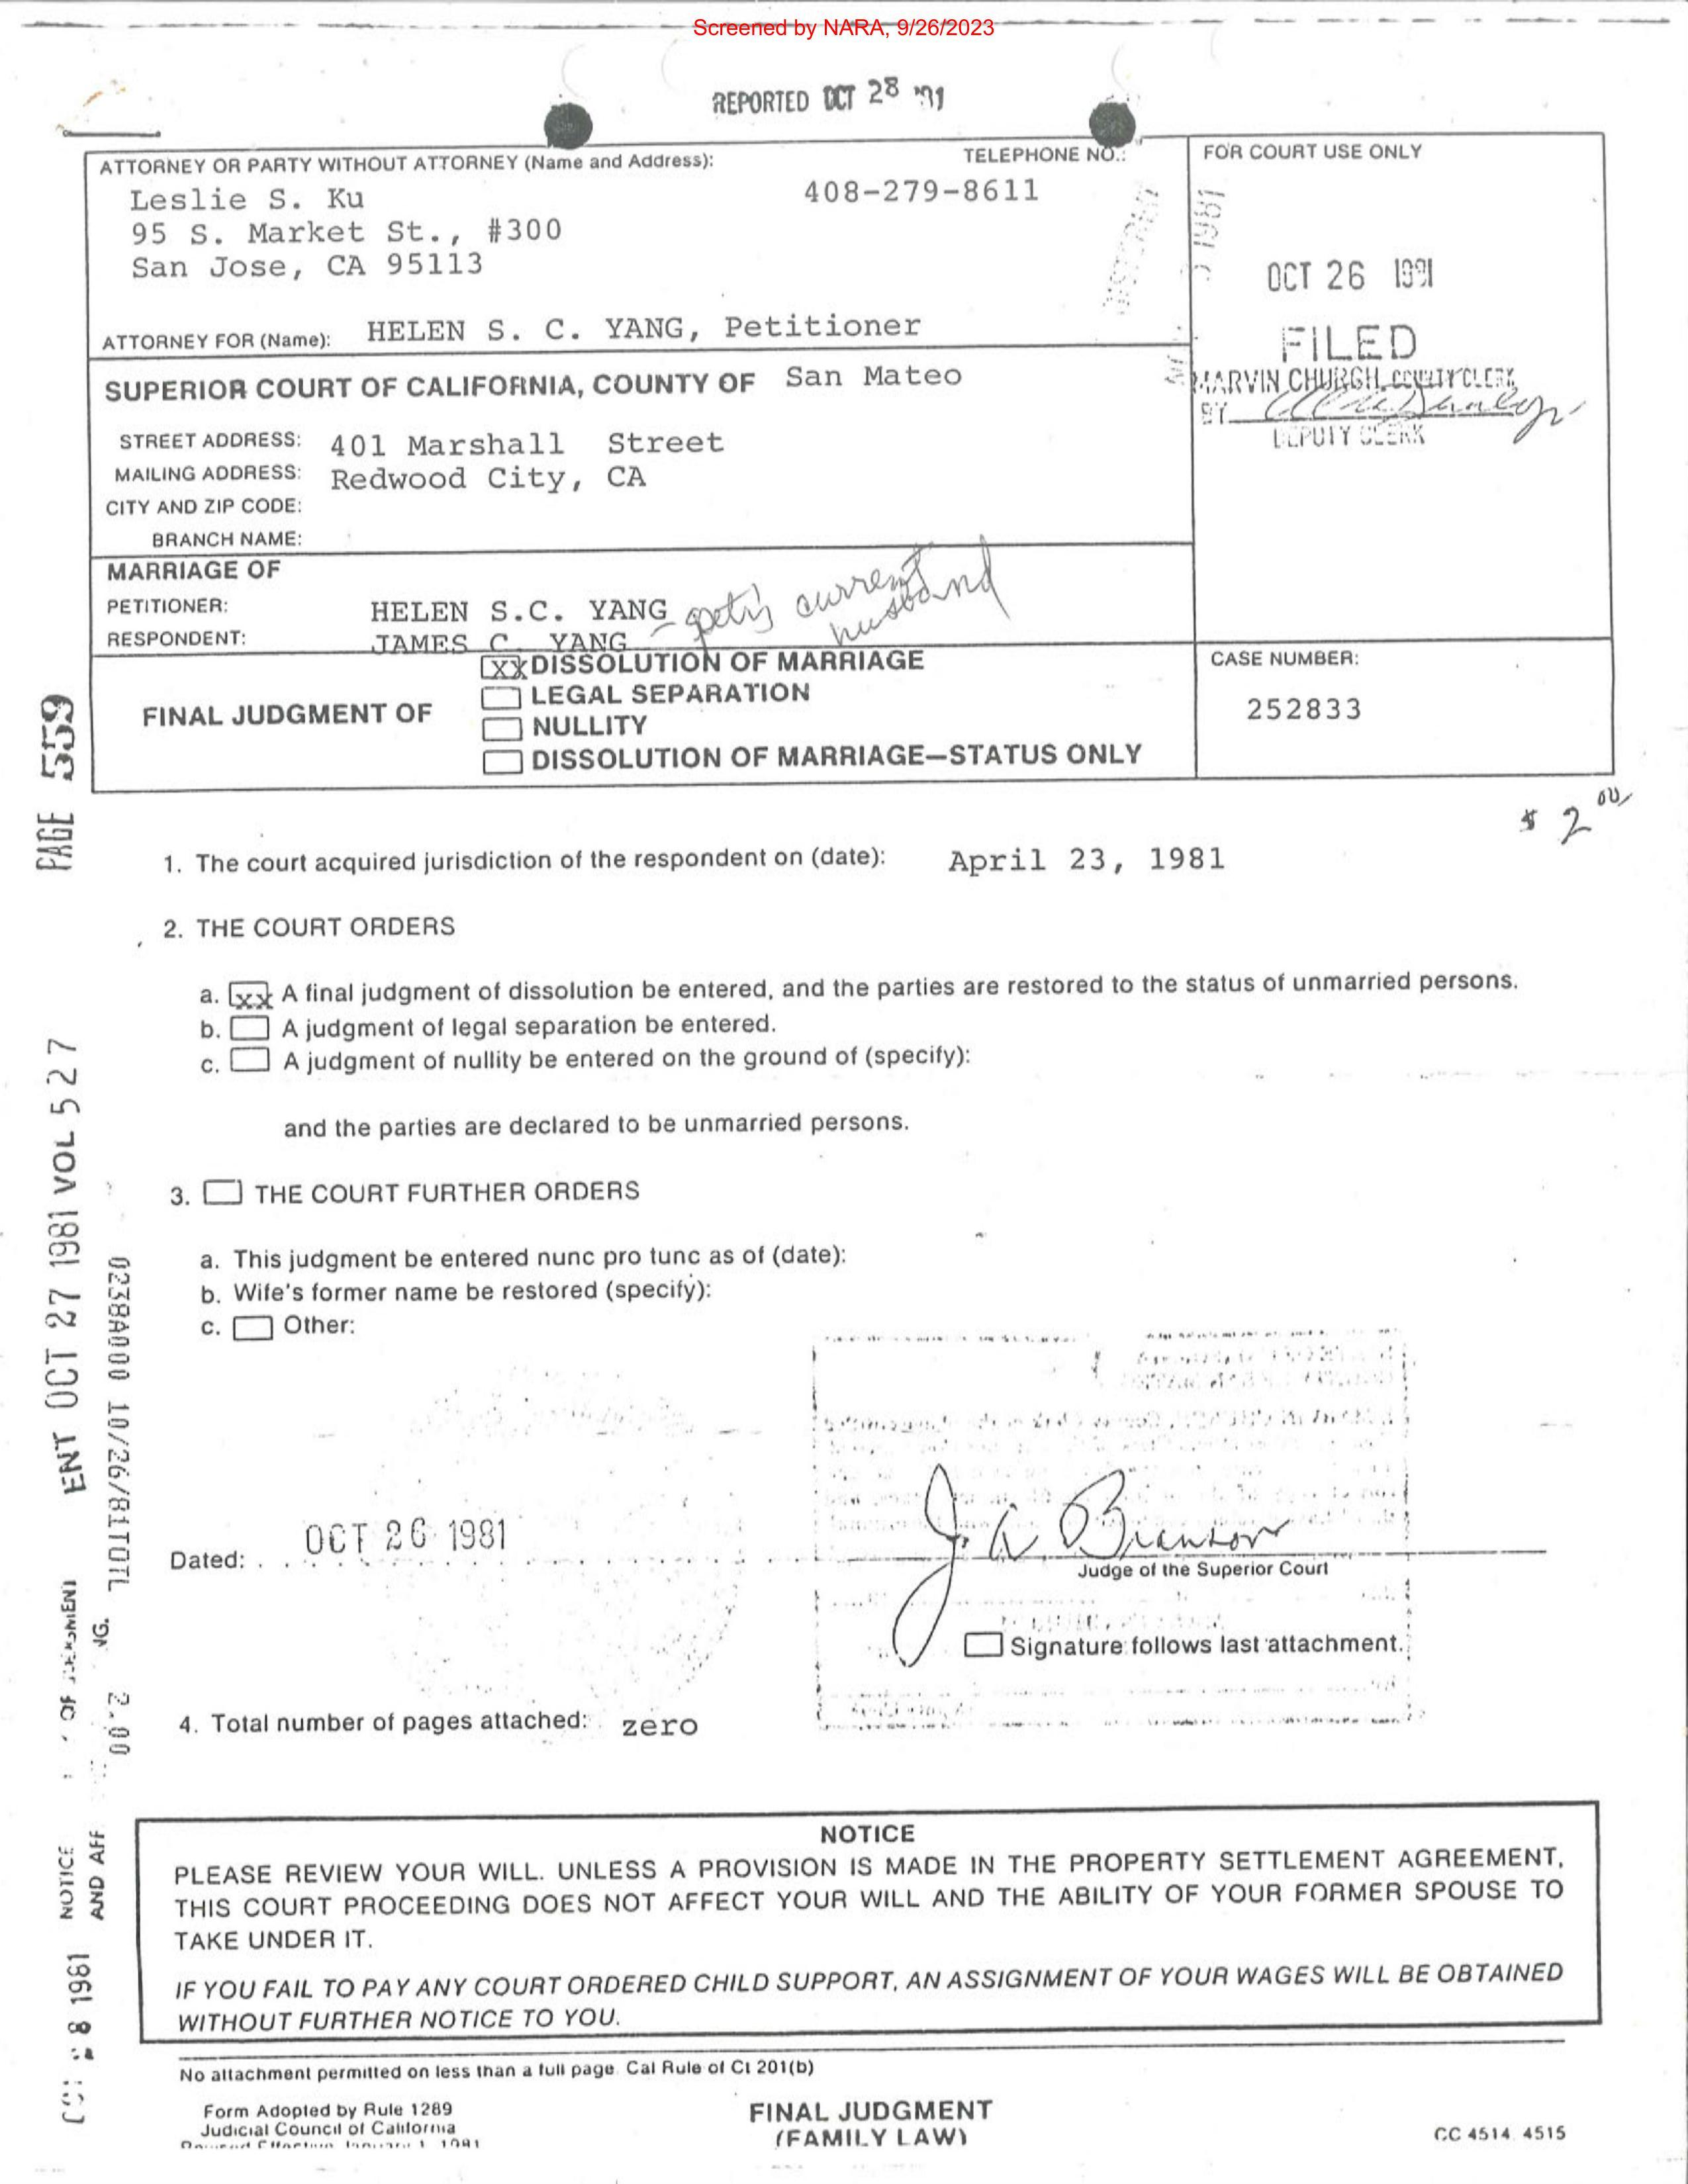 Screened by NARA, 9/26/2023
REPORTED OCT 28
ATTORNEY OR PARTY WITHOUT ATTORNEY (Name and Address):
TELEPHONE NO.:
FOR COURT USE ONLY
Leslie S. Ku
408-279-8611
95 S. Market St., #300
San Jose, CA 95113
1981
OCT 26 1991
FILED
MARVIN CHURCH, COUNTY CLERK
BY
DEPUTY CLERK
ATTORNEY FOR (Name): HELEN S. C. YANG, Petitioner
SUPERIOR COURT OF CALIFORNIA, COUNTY OF San Mateo
STREET ADDRESS: 401 Marshall Street
MAILING ADDRESS: Redwood City, CA
CITY AND ZIP CODE:
BRANCH NAME:
MARRIAGE OF
PETITIONER: HELEN S.C. YANG
RESPONDENT: JAMES C. YANG
- petr's current
husband
FINAL JUDGMENT OF
XX DISSOLUTION OF MARRIAGE
LEGAL SEPARATION
NULLITY
DISSOLUTION OF MARRIAGE—STATUS ONLY
CASE NUMBER:
252833
$ 2 00/
1. The court acquired jurisdiction of the respondent on (date): April 23, 1981
2. THE COURT ORDERS
a. xx A final judgment of dissolution be entered, and the parties are restored to the status of unmarried persons.
b. A judgment of legal separation be entered.
c. A judgment of nullity be entered on the ground of (specify):
and the parties are declared to be unmarried persons.
3. THE COURT FURTHER ORDERS
a. This judgment be entered nunc pro tunc as of (date):
b. Wife's former name be restored (specify):
c. Other:
Dated: OCT 26 1981
J. A. Branson
Judge of the Superior Court
Signature follows last attachment.
4. Total number of pages attached: zero
NOTICE
PLEASE REVIEW YOUR WILL. UNLESS A PROVISION IS MADE IN THE PROPERTY SETTLEMENT AGREEMENT,
THIS COURT PROCEEDING DOES NOT AFFECT YOUR WILL AND THE ABILITY OF YOUR FORMER SPOUSE TO
TAKE UNDER IT.
IF YOU FAIL TO PAY ANY COURT ORDERED CHILD SUPPORT, AN ASSIGNMENT OF YOUR WAGES WILL BE OBTAINED
WITHOUT FURTHER NOTICE TO YOU.
No attachment permitted on less than a full page. Cal Rule of Ct 201(b)
Form Adopted by Rule 1289
Judicial Council of California
Revised Effective January 1 1981
FINAL JUDGMENT
(FAMILY LAW)
CC 4514 4515
ENT OCT 27 1981 VOL 527 PAGE 559
0238A000 10/26/81TOTL 2.00
8 1981 NOTICE OF JUDGMENT
AND AFF NG.